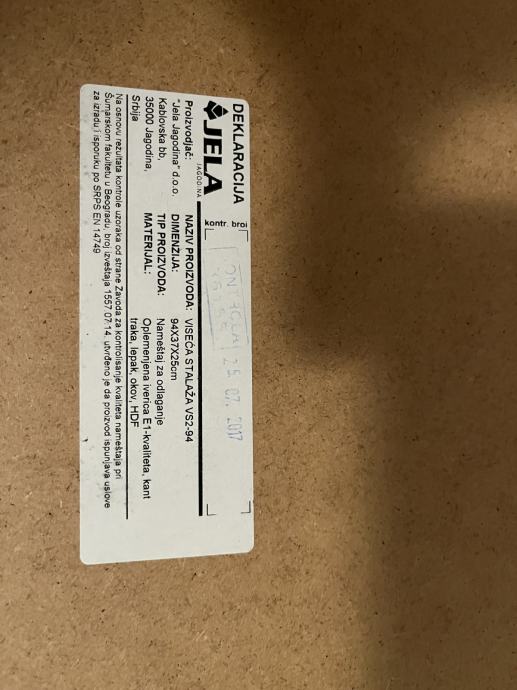 DEKLARACIJA
JELA
JAGODINA
kontr. broj
25. 07. 2017
Proizvodjač:
"Jela Jagodina" d.o.o.
Kablovska bb,
35000 Jagodina,
Srbija
NAZIV PROIZVODA: VISEĆA STALAŽA VS2-94
DIMENZIJA: 94X37X25cm
TIP PROIZVODA: Nameštaj za odlaganje
MATERIJAL: Oplemenjena iverica E1-kvaliteta, kant
traka, lepak, okov, HDF
Na osnovu rezultata kontrole uzoraka od strane Zavoda za kontrolisanje kvaliteta nameštaja pri
Šumarskom fakultetu u Beogradu, broj izveštaja 1557 07 14, utvrđeno je da proizvod ispunjava uslove
za izradu i isporuku po SRPS EN 14749